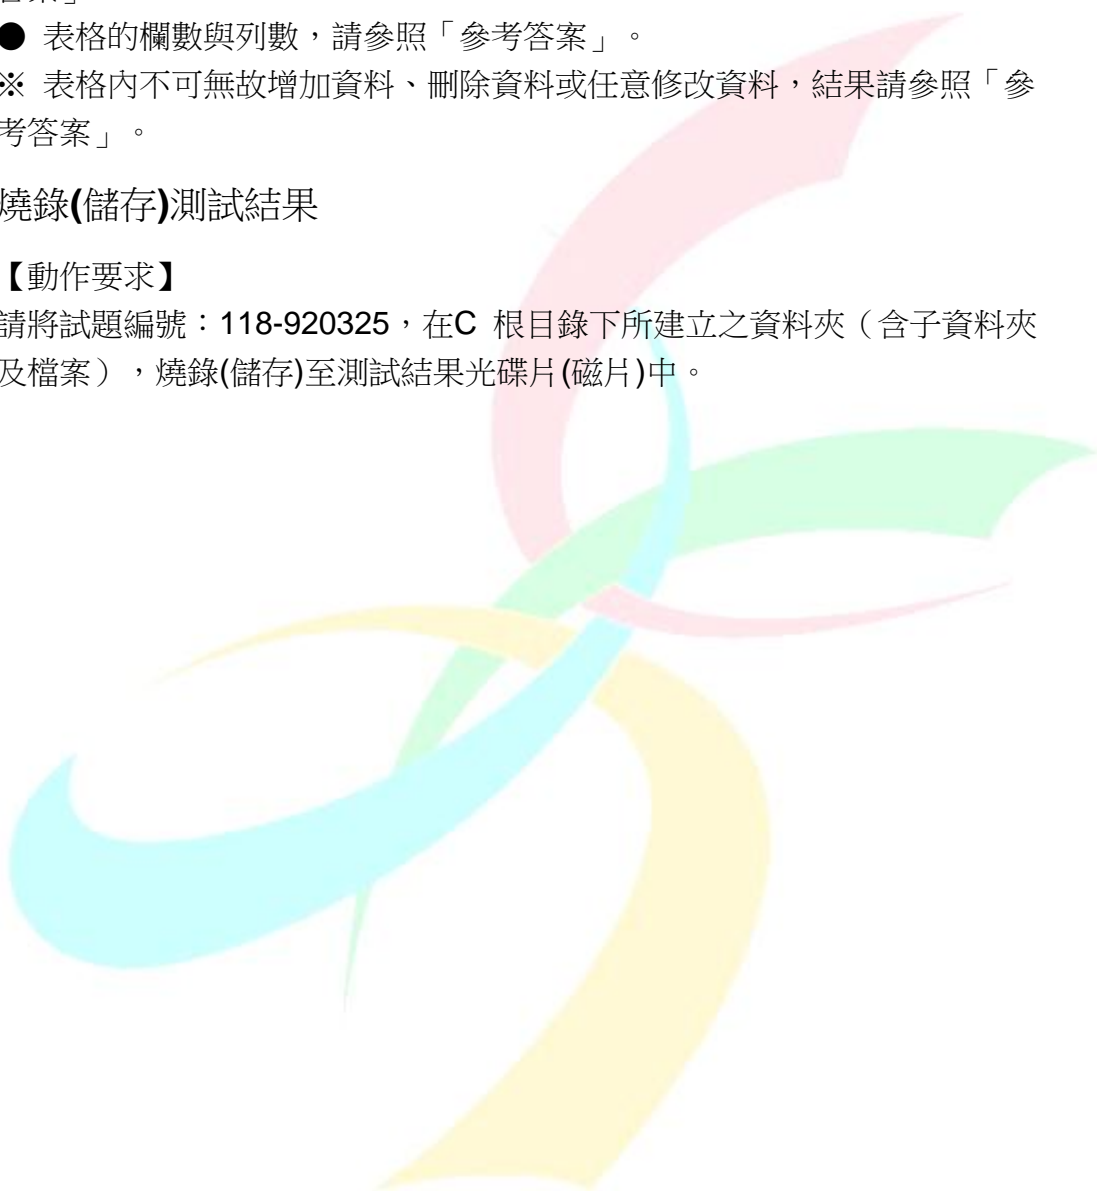 答案」
● 表格的欄數與列數，請參照「參考答案」。
※ 表格內不可無故增加資料、刪除資料或任意修改資料，結果請參照「參
考答案」。
燒錄(儲存)測試結果
【動作要求】
請將試題編號：118-920325，在C 根目錄下所建立之資料夾（含子資料夾
及檔案），燒錄(儲存)至測試結果光碟片(磁片)中。